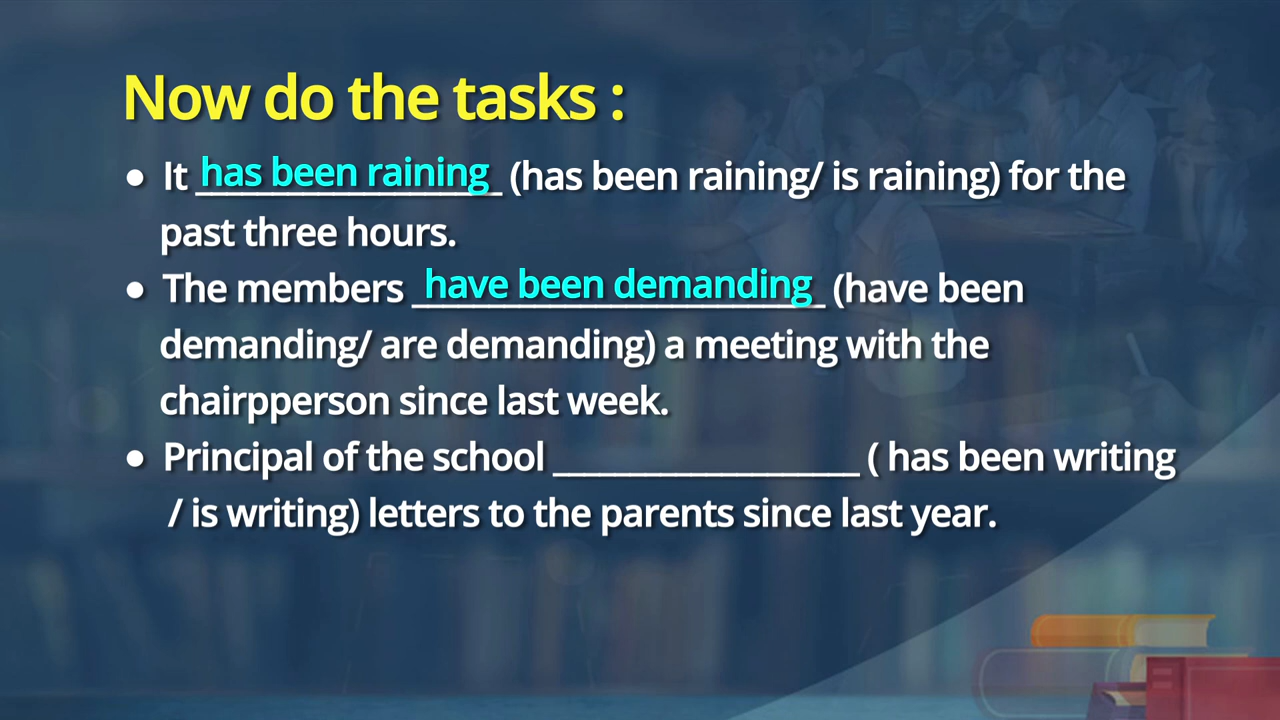 Now do the tasks :
• It has been raining (has been raining/ is raining) for the
past three hours.
• The members have been demanding (have been
demanding/ are demanding) a meeting with the
chairpperson since last week.
• Principal of the school __________________ ( has been writing
/ is writing) letters to the parents since last year.